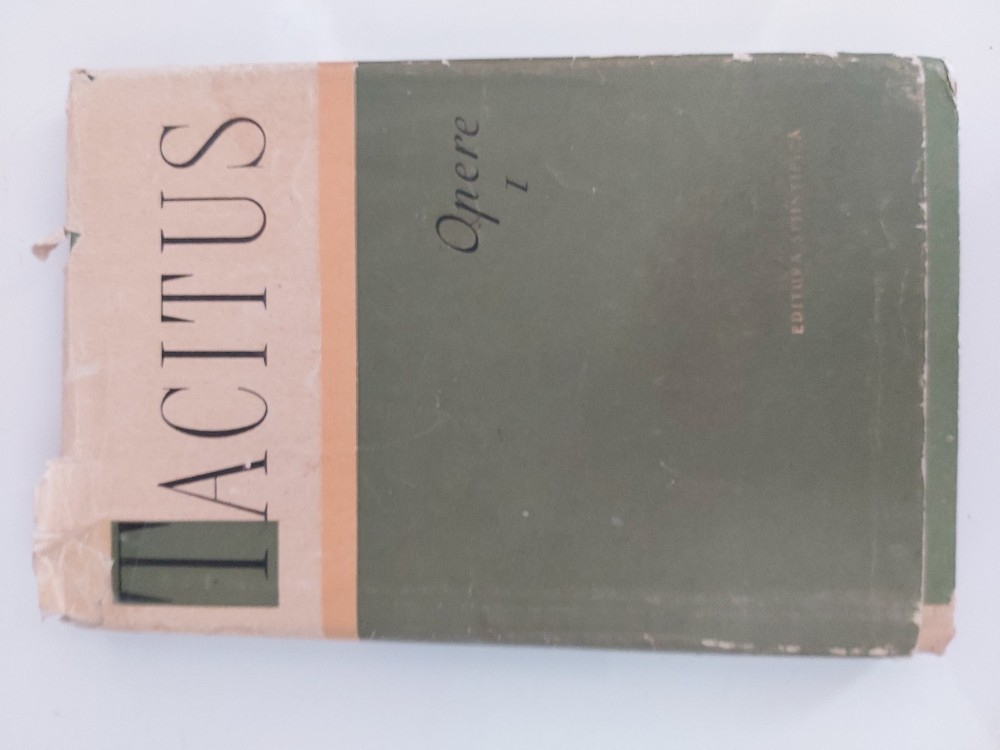 TACITUS
Opere
I
EDITURA ȘTIINȚIFICĂ